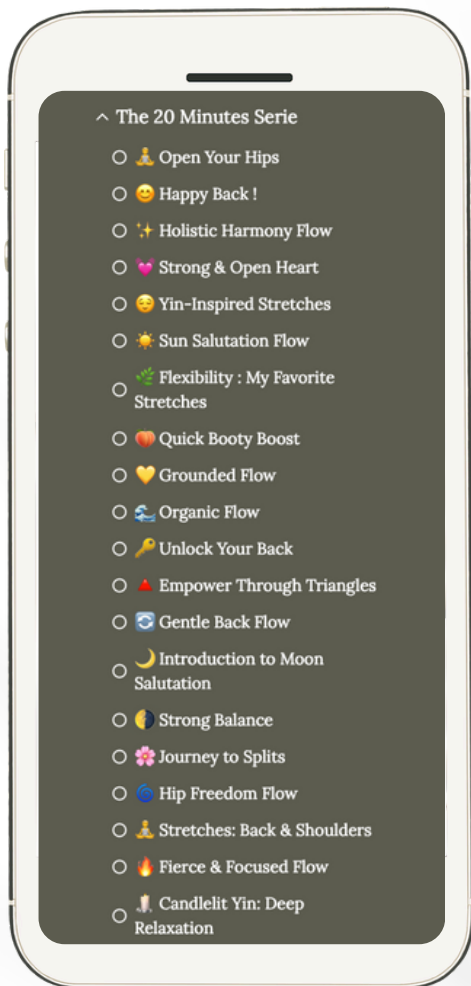 The 20 Minutes Serie
🧘 Open Your Hips
😊 Happy Back !
✨ Holistic Harmony Flow
💓 Strong & Open Heart
😌 Yin-Inspired Stretches
☀️ Sun Salutation Flow
🌿 Flexibility : My Favorite
Stretches
🍑 Quick Booty Boost
💛 Grounded Flow
🌊 Organic Flow
🔑 Unlock Your Back
🔺 Empower Through Triangles
🔄 Gentle Back Flow
🌙 Introduction to Moon
Salutation
🌗 Strong Balance
🌸 Journey to Splits
🌀 Hip Freedom Flow
🧘 Stretches: Back & Shoulders
🔥 Fierce & Focused Flow
🕯️ Candlelit Yin: Deep
Relaxation